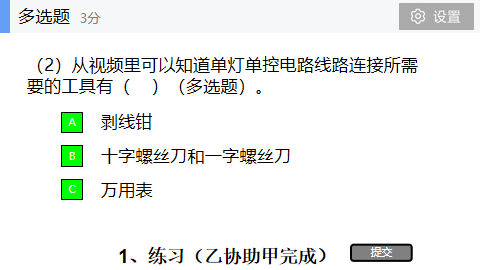 多选题 3分 设置
（2）从视频里可以知道单灯单控电路线路连接所需
要的工具有（ ）（多选题）。
A 剥线钳
B 十字螺丝刀和一字螺丝刀
C 万用表
1、练习（乙协助甲完成） 提交